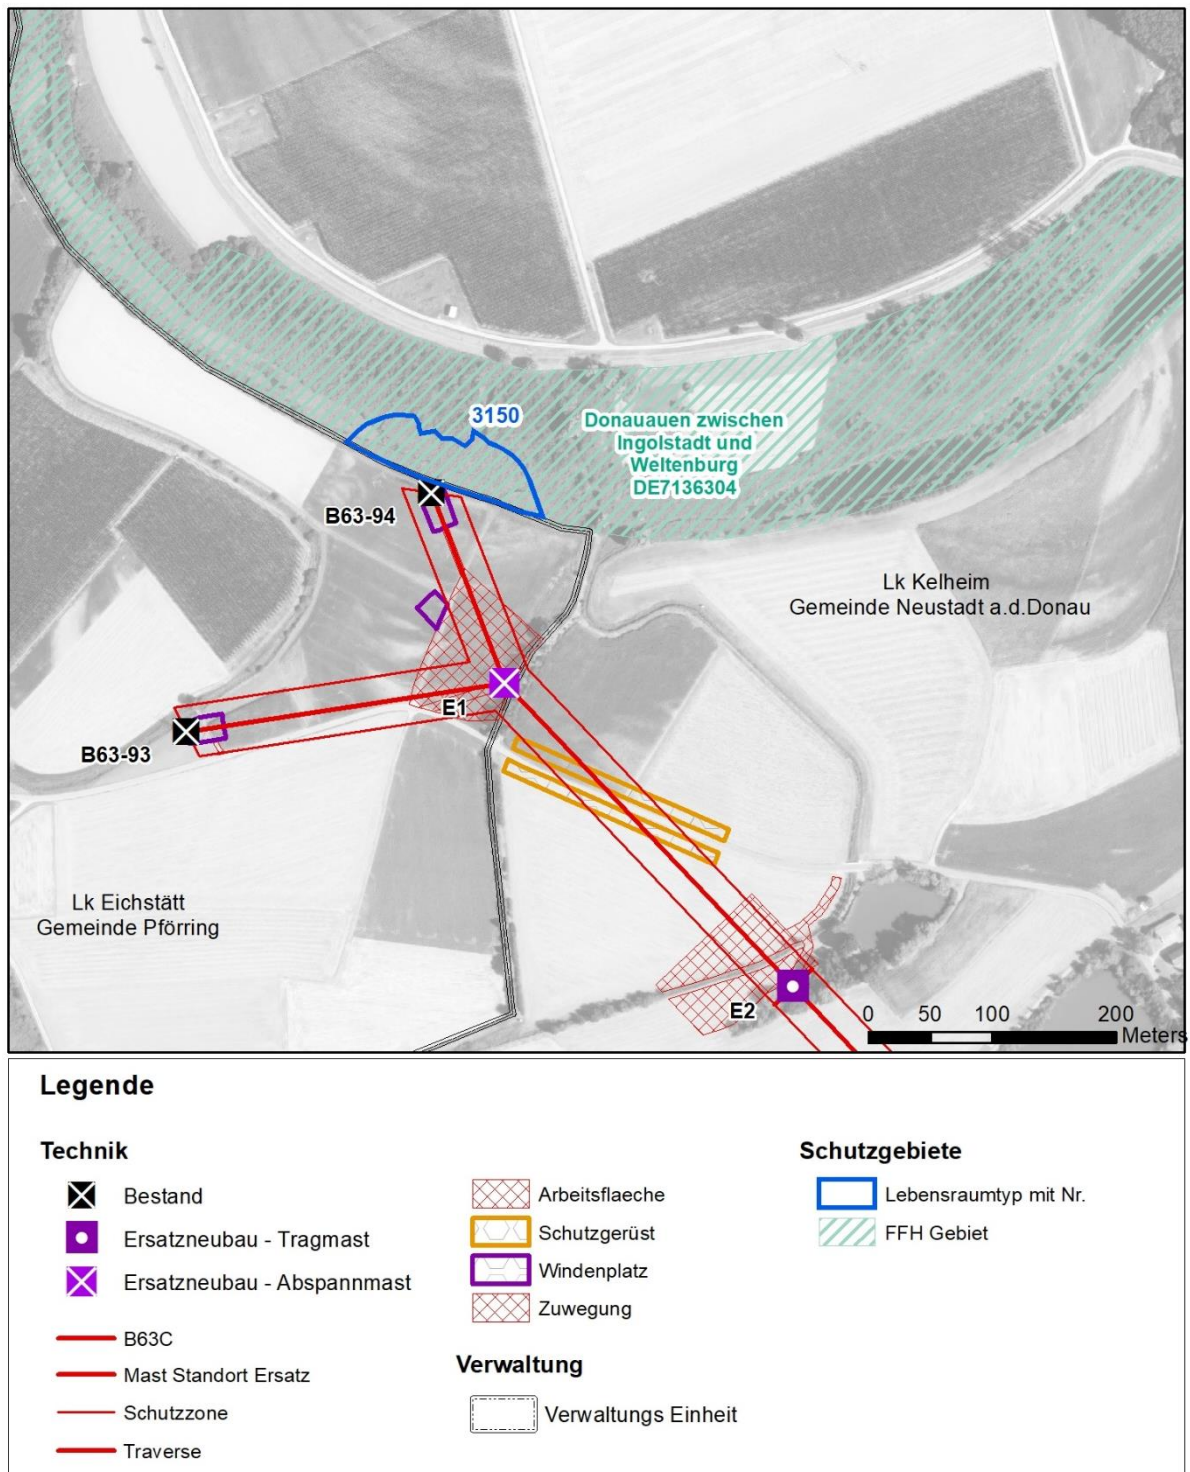 3150
Donauauen zwischen
Ingolstadt und
Weltenburg
DE7136304
B63-94
Lk Kelheim
Gemeinde Neustadt a.d.Donau
E1
B63-93
Lk Eichstätt
Gemeinde Pförring
E2
0 50 100 200
Meters
Legende
Technik
Bestand
Ersatzneubau - Tragmast
Ersatzneubau - Abspannmast
B63C
Mast Standort Ersatz
Schutzzone
Traverse
Arbeitsflaeche
Schutzgerüst
Windenplatz
Zuwegung
Verwaltung
Verwaltungs Einheit
Schutzgebiete
Lebensraumtyp mit Nr.
FFH Gebiet